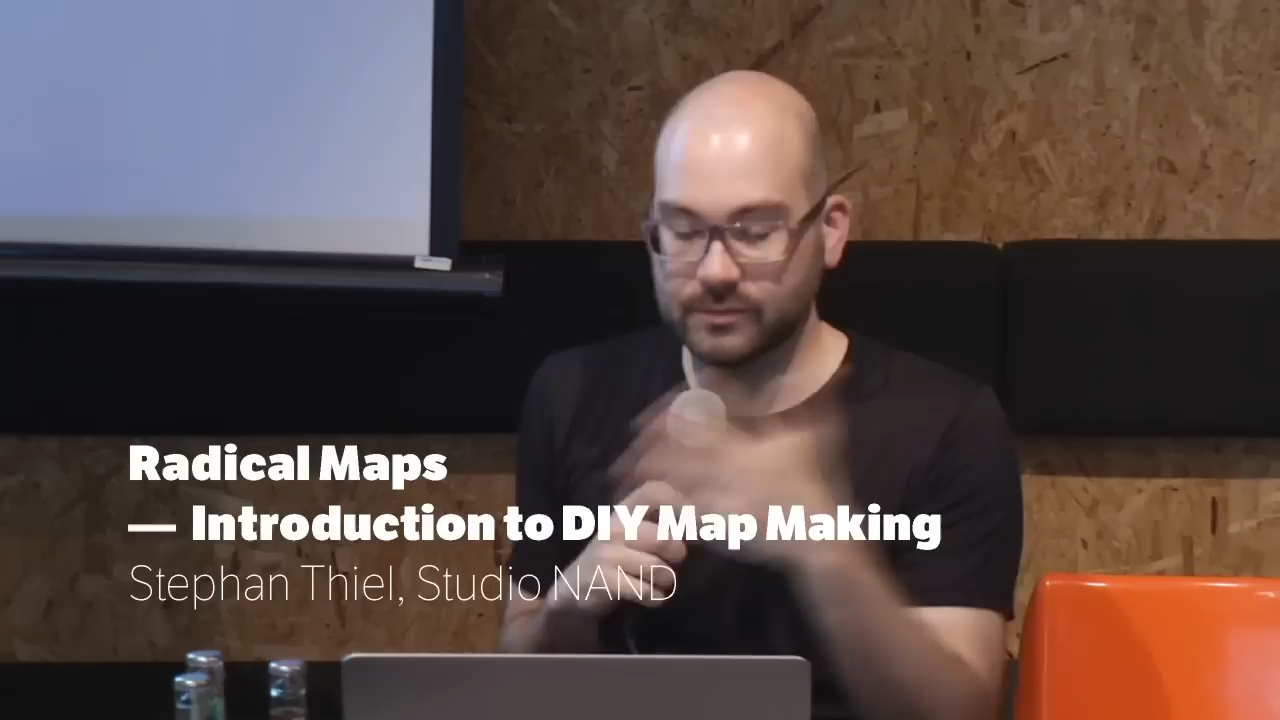 Radical Maps
— Introduction to DIY Map Making
Stephan Thiel, Studio NAND